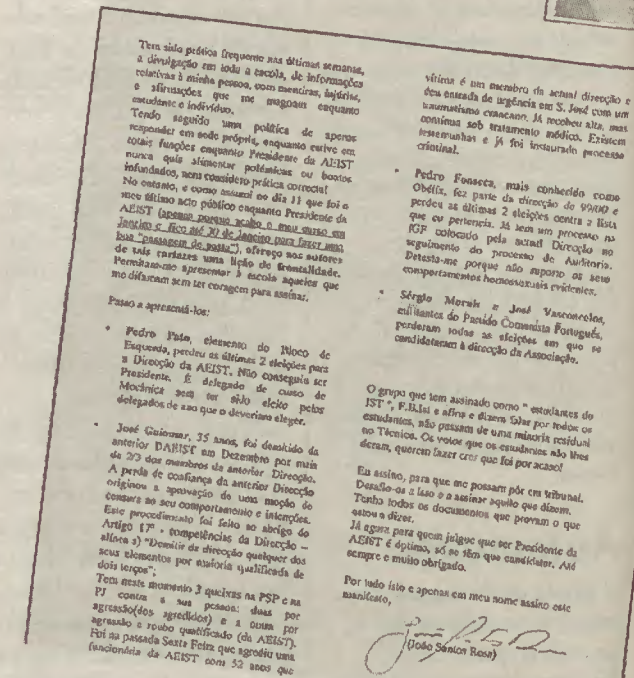 Tem sido prática frequente nas últimas semanas,
a divulgação em toda a escola, de informações
relativas à minha pessoa, com mentiras, injúrias,
e afirmações que me magoam enquanto
estudante e indivíduo.
Tendo seguido uma política de apenas
responder em sede própria, enquanto estive em
totais funções enquanto Presidente da AEIST
nunca quis alimentar polémicas ou boatos
infundados, nem considero prática correcta!
No entanto, e como assumi no dia 11 que foi o
meu último acto público enquanto Presidente da
AEIST (apenas porque acabo o meu curso em
Janeiro e fico até 30 de Janeiro para fazer uma
boa "passagem de pasta"), ofereço aos autores
de tais cartazes uma lição de frontalidade.
Permitam-me apresentar à escola aqueles que
me difamam sem ter coragem para assinar.
Passo a apresentá-los:
• Pedro Pato, elemento do Bloco de
Esquerda, perdeu as últimas 2 eleições para
a Direcção da AEIST. Não conseguiu ser
Presidente. É delegado de curso de
Mecânica sem ter sido eleito pelos
delegados de ano que o deveriam eleger.
• José Guiomar, 35 anos, foi demitido da
anterior DAEIST em Dezembro por mais
de 2/3 dos membros da anterior Direcção.
A perda de confiança da anterior Direcção
originou a aprovação de uma moção de
censura ao seu comportamento e intenções.
Este procedimento foi feito ao abrigo do
Artigo 17º - competências da Direcção –
alínea s) "Demitir da direcção qualquer dos
seus elementos por maioria qualificada de
dois terços";
Tem neste momento 3 queixas na PSP e na
PJ contra a sua pessoa: duas por
agressão(dos agredidos) e a outra por
agressão e roubo qualificado (da AEIST).
Foi na passada Sexta Feira que agrediu uma
funcionária da AEIST com 52 anos que
vítima é um membro da actual direcção e
deu entrada de urgência em S. José com um
traumatismo craneano. Já recebeu alta, mas
continua sob tratamento médico. Existem
testemunhas e já foi instaurado processo
criminal.
• Pedro Fonseca, mais conhecido como
Obélix, fez parte da direcção de 99/00 e
perdeu as últimas 2 eleições contra a lista
que eu pertencia. Já tem um processo na
IGF colocado pela actual Direcção no
seguimento do processo de Auditoria.
Detesta-me porque não suporto os seus
comportamentos homossexuais evidentes.
• Sérgio Morais e José Vasconcelos,
militantes do Partido Comunista Português,
perderam todas as eleições em que se
candidataram à direcção da Associação.
O grupo que tem assinado como " estudantes do
IST ", F.B.Ist e afins e dizem falar por todos os
estudantes, não passam de uma minoria residual
no Técnico. Os votos que os estudantes não lhes
deram, querem fazer crer que foi por acaso!
Eu assino, para que me possam pôr em tribunal.
Desafio-os a isso e a assinar aquilo que dizem.
Tenho todos os documentos que provam o que
estou a dizer.
Já agora para quem julgue que ser Presidente da
AEIST é óptimo, só se têm que candidatar. Até
sempre e muito obrigado.
Por tudo isto e apenas em meu nome assino este
manifesto,
(João Santos Rosa)